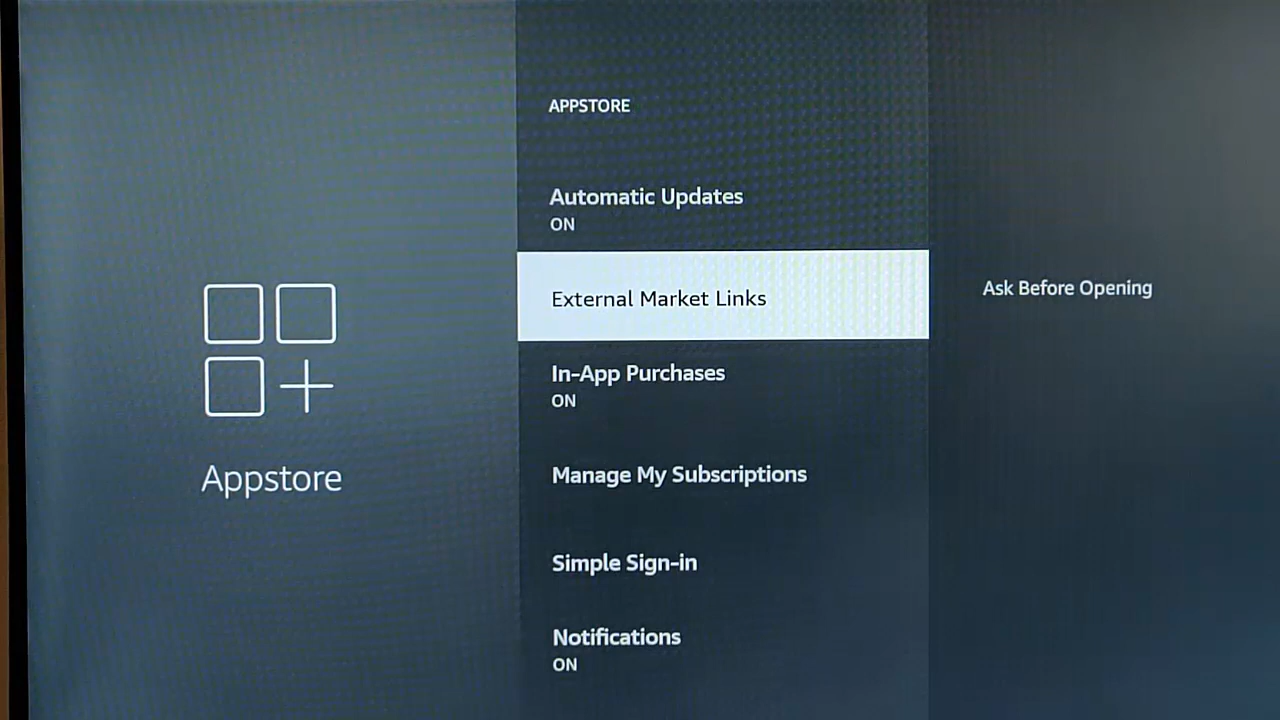 Appstore
APPSTORE
Automatic Updates
ON
External Market Links
In-App Purchases
ON
Manage My Subscriptions
Simple Sign-in
Notifications
ON
Ask Before Opening